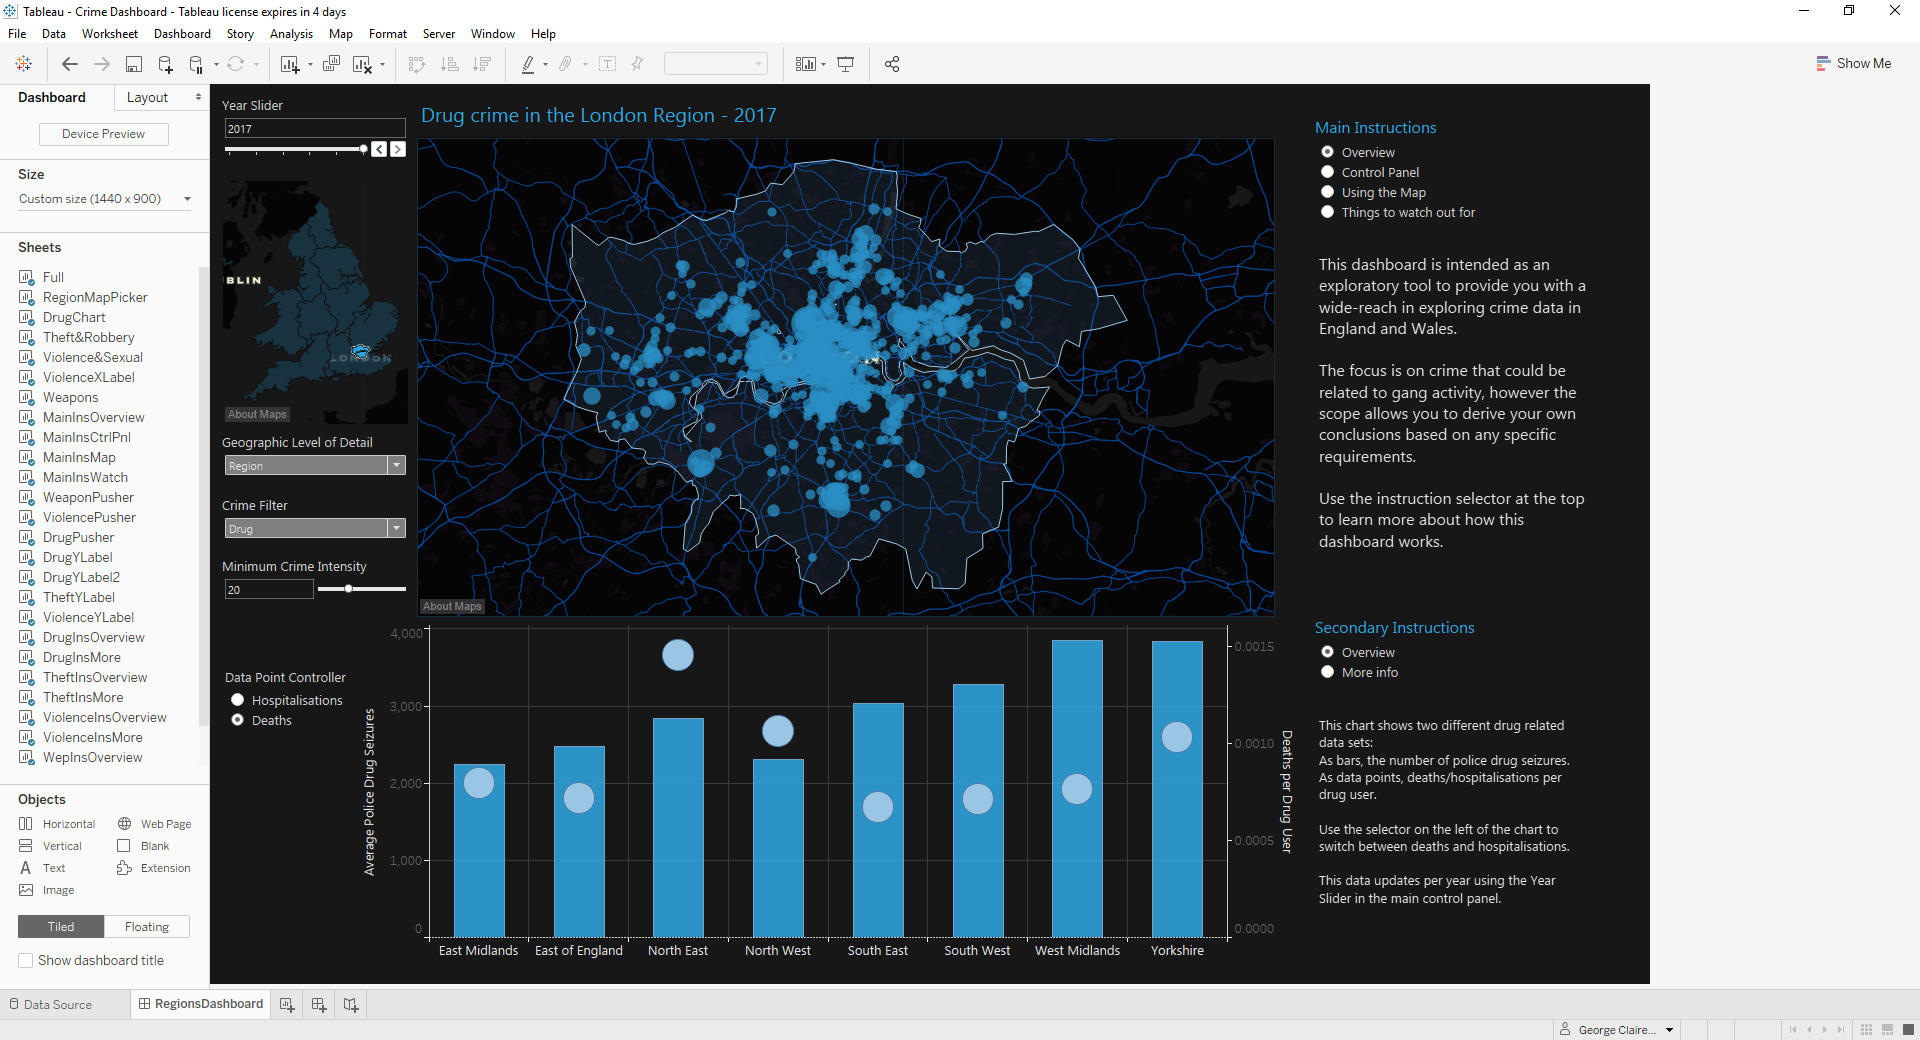 Tableau - Crime Dashboard - Tableau license expires in 4 days
File Data Worksheet Dashboard Story Analysis Map Format Server Window Help
Show Me
Dashboard Layout
Device Preview
Size
Custom size (1440 x 900)
Sheets
Full
RegionMapPicker
DrugChart
Theft&Robbery
Violence&Sexual
ViolenceXLabel
Weapons
MainInsOverview
MainInsCtrlPnl
MainInsMap
MainInsWatch
WeaponPusher
ViolencePusher
DrugPusher
DrugYLabel
DrugYLabel2
TheftYLabel
ViolenceYLabel
DrugInsOverview
DrugInsMore
TheftInsOverview
TheftInsMore
ViolenceInsOverview
ViolenceInsMore
WepInsOverview
Objects
Horizontal Web Page
Vertical Blank
Text Extension
Image
Tiled Floating
Show dashboard title
Year Slider
2017
BLIN
LONDON
About Maps
Geographic Level of Detail
Region
Crime Filter
Drug
Minimum Crime Intensity
20
Data Point Controller
Hospitalisations
Deaths
Drug crime in the London Region - 2017
About Maps
Average Police Drug Seizures
4,000
3,000
2,000
1,000
0
0.0015
0.0010
0.0005
0.0000
Deaths per Drug User
East Midlands East of England North East North West South East South West West Midlands Yorkshire
Main Instructions
Overview
Control Panel
Using the Map
Things to watch out for
This dashboard is intended as an
exploratory tool to provide you with a
wide-reach in exploring crime data in
England and Wales.
The focus is on crime that could be
related to gang activity, however the
scope allows you to derive your own
conclusions based on any specific
requirements.
Use the instruction selector at the top
to learn more about how this
dashboard works.
Secondary Instructions
Overview
More info
This chart shows two different drug related
data sets:
As bars, the number of police drug seizures.
As data points, deaths/hospitalisations per
drug user.
Use the selector on the left of the chart to
switch between deaths and hospitalisations.
This data updates per year using the Year
Slider in the main control panel.
Data Source RegionsDashboard
George Claire...